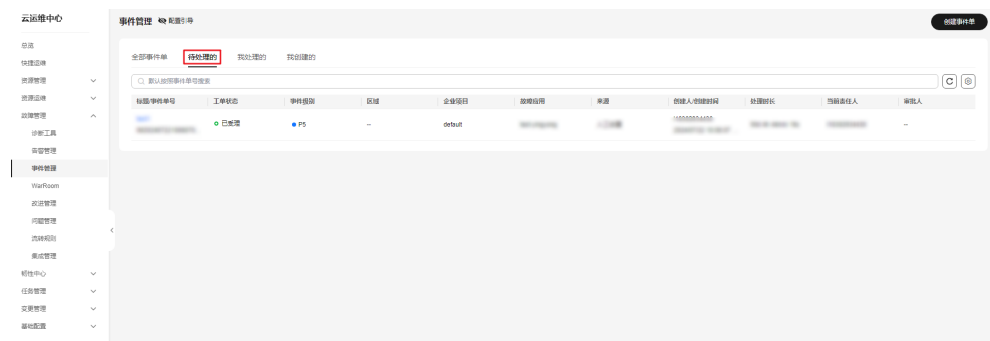 云运维中心
总览
快捷运维
资源管理
资源运维
故障管理
诊断工具
告警管理
事件管理
WarRoom
改进管理
问题管理
流转规则
集成管理
韧性中心
任务管理
变更管理
基础配置
事件管理 配置引导
创建事件单
全部事件单 待处理的 我处理的 我创建的
默认按照事件单号搜索
标题/事件单号 工单状态 事件级别 区域 企业项目 故障应用 来源 创建人/创建时间 处理时长 当前责任人 审批人
已受理 P5 -- default --